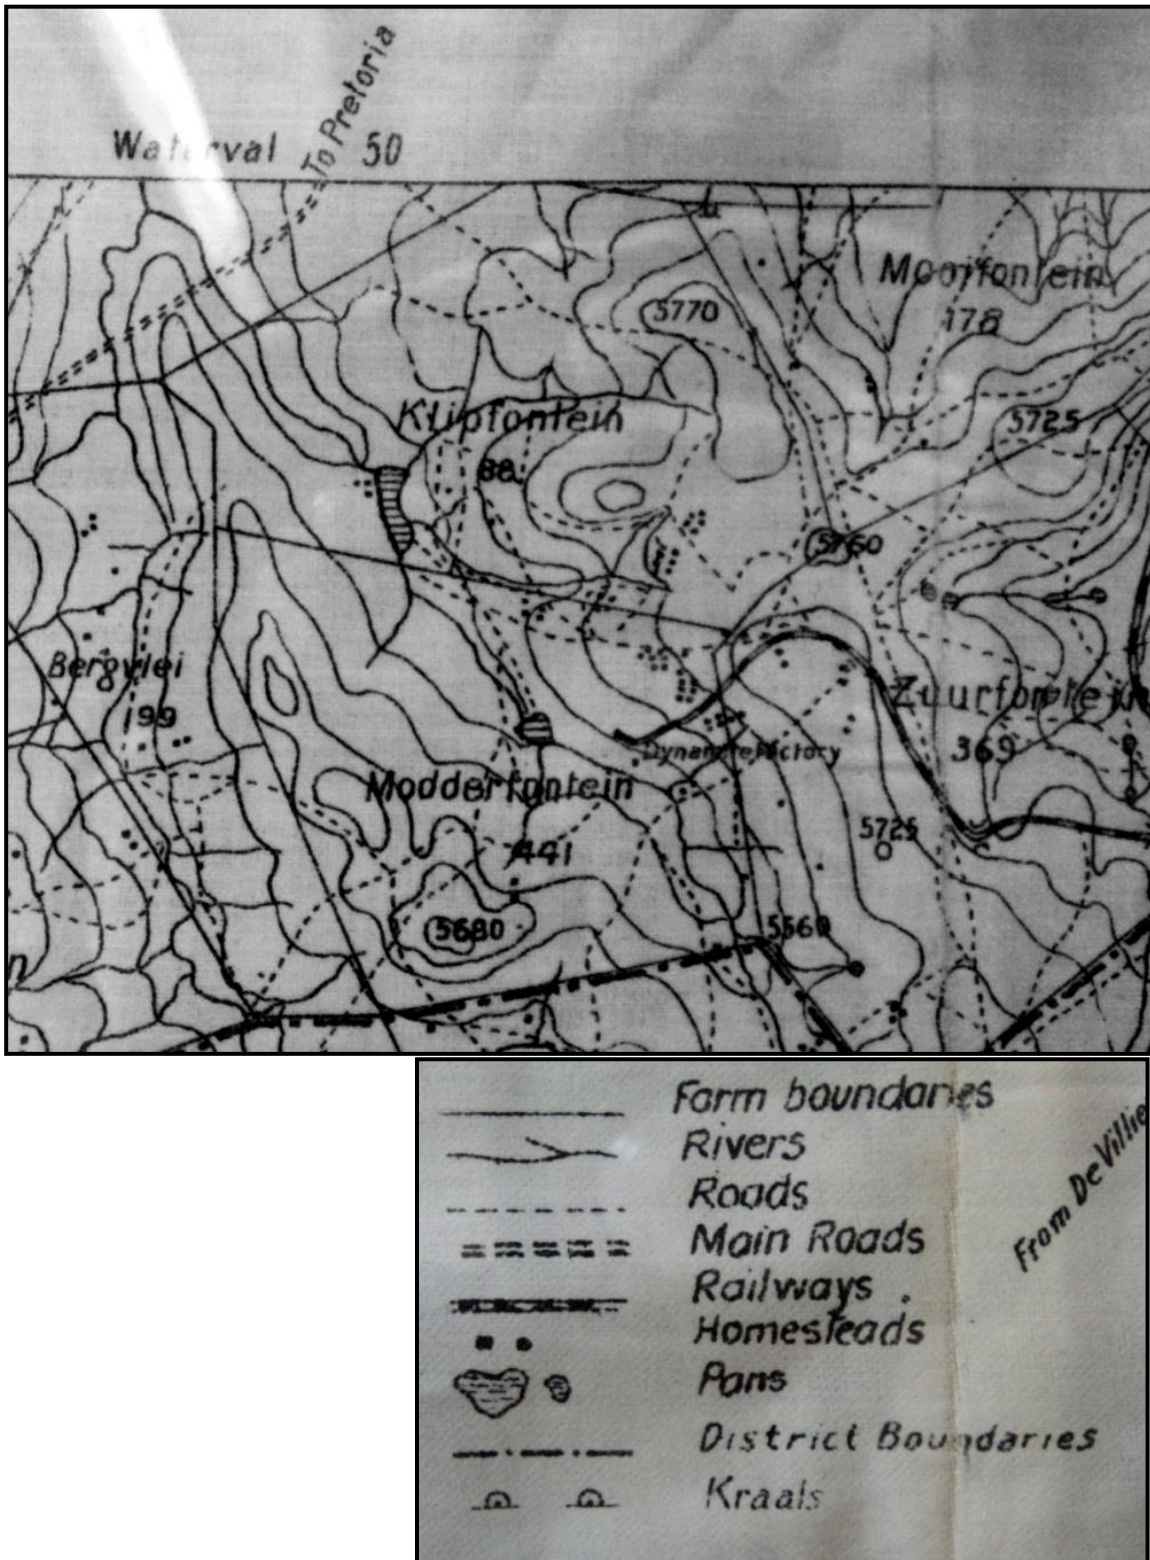 To Pretoria
Waterval 50
Mooifontein
178
5770
Klipfontein
88
5725
5760
Bergvlei
199
Zuurfontein
369
Dynamite factory
Modderfontein
441
5725
5680
5560
n
Farm boundaries
Rivers
Roads
Main Roads
Railways .
Homesteads
Pans
District Boundaries
Kraals
From De Villie